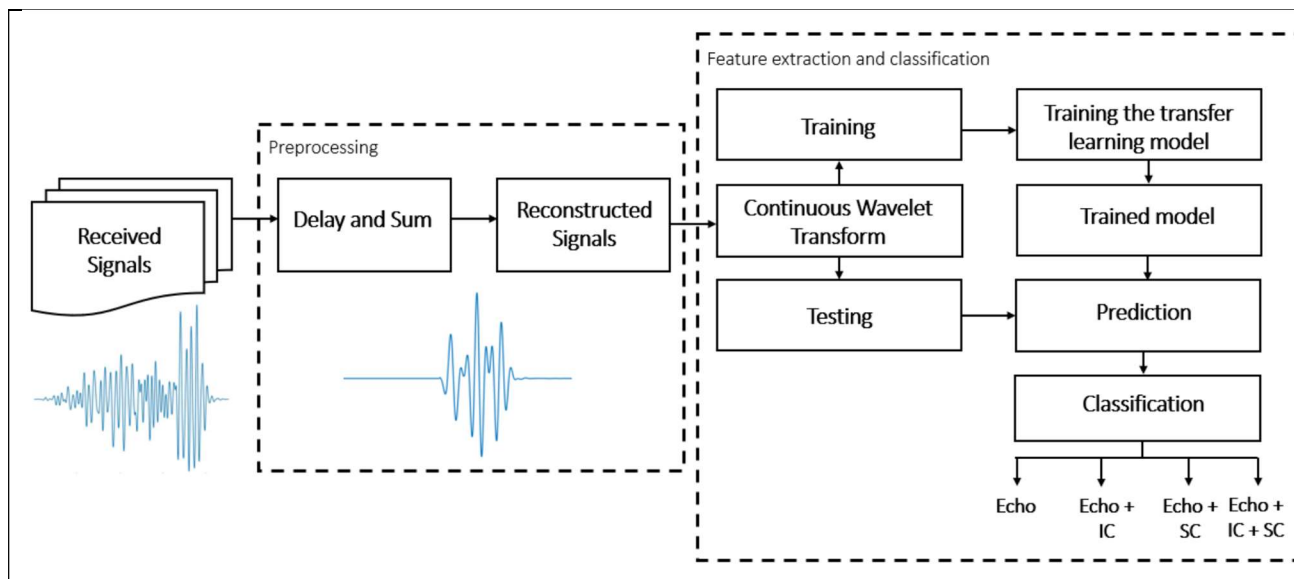 Feature extraction and classification
Preprocessing
Received
Signals
Delay and Sum
Reconstructed
Signals
Continuous Wavelet
Transform
Training
Training the transfer
learning model
Trained model
Testing
Prediction
Classification
Echo
Echo +
IC
Echo +
SC
Echo +
IC + SC